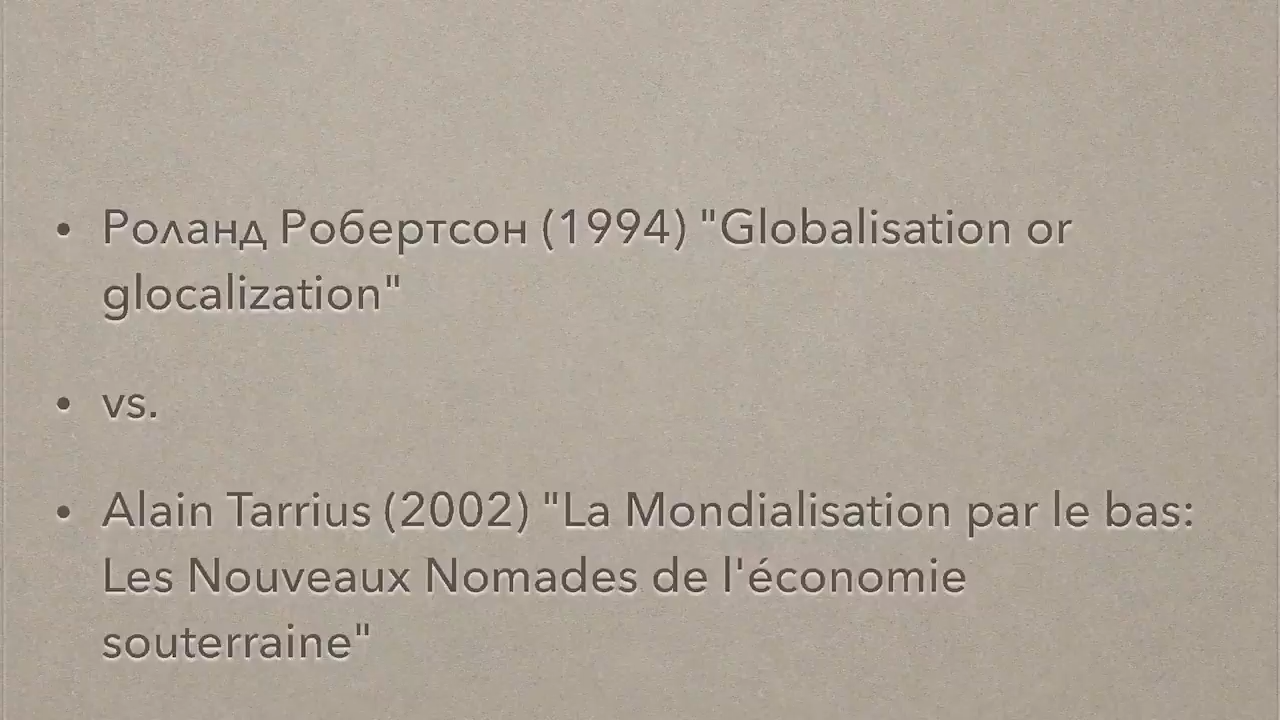 • Роланд Робертсон (1994) "Globalisation or
glocalization"
• vs.
• Alain Tarrius (2002) "La Mondialisation par le bas:
Les Nouveaux Nomades de l'économie
souterraine"